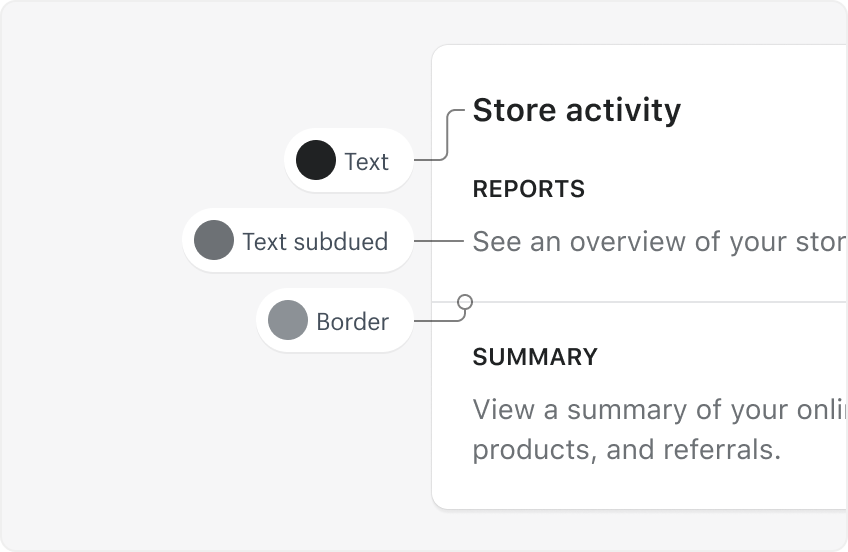 Store activity
Text
REPORTS
Text subdued
See an overview of your stor
Border
SUMMARY
View a summary of your onli
products, and referrals.